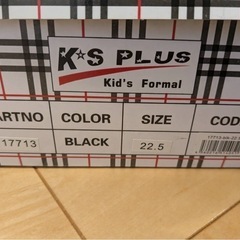 K☆S PLUS
Kid's Formal
ARTNO COLOR SIZE COD
17713 BLACK 22.5